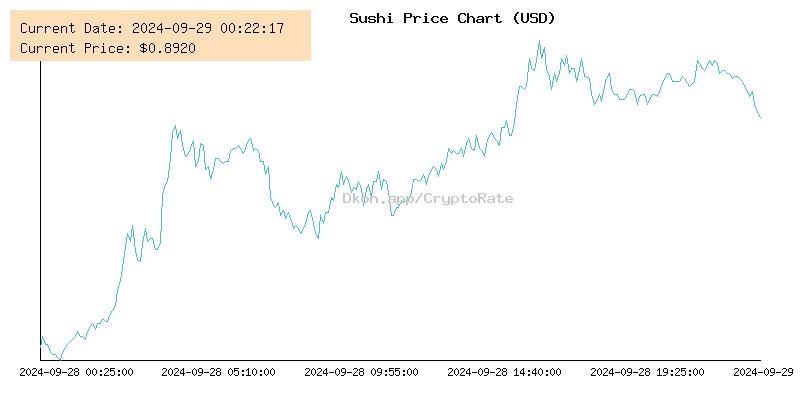 Sushi Price Chart (USD)
Current Date: 2024-09-29 00:22:17
Current Price: $0.8920
Dkon.app/CryptoRate
2024-09-28 00:25:00
2024-09-28 05:10:00
2024-09-28 09:55:00
2024-09-28 14:40:00
2024-09-28 19:25:00
2024-09-29